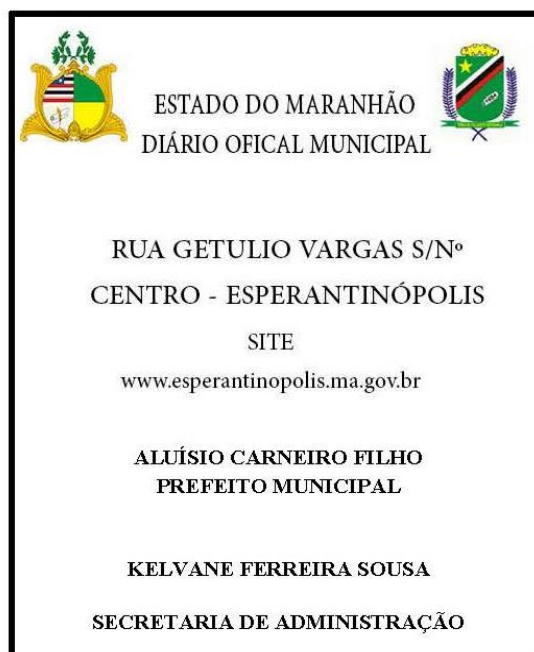 ESTADO DO MARANHÃO
DIÁRIO OFICAL MUNICIPAL
RUA GETULIO VARGAS S/Nº
CENTRO - ESPERANTINÓPOLIS
SITE
www.esperantinopolis.ma.gov.br
ALUÍSIO CARNEIRO FILHO
PREFEITO MUNICIPAL
KELVANE FERREIRA SOUSA
SECRETARIA DE ADMINISTRAÇÃO